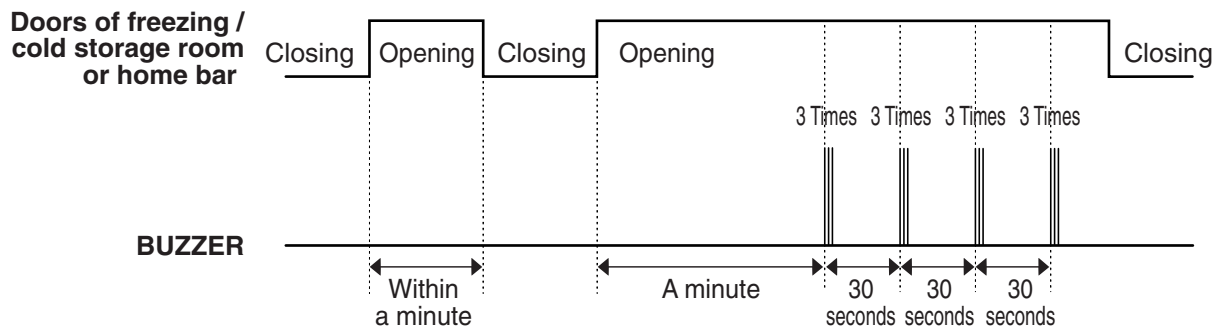 Doors of freezing /
cold storage room
or home bar
Closing Opening Closing Opening Closing
3 Times 3 Times 3 Times 3 Times
BUZZER
Within
a minute
A minute
30
seconds
30
seconds
30
seconds